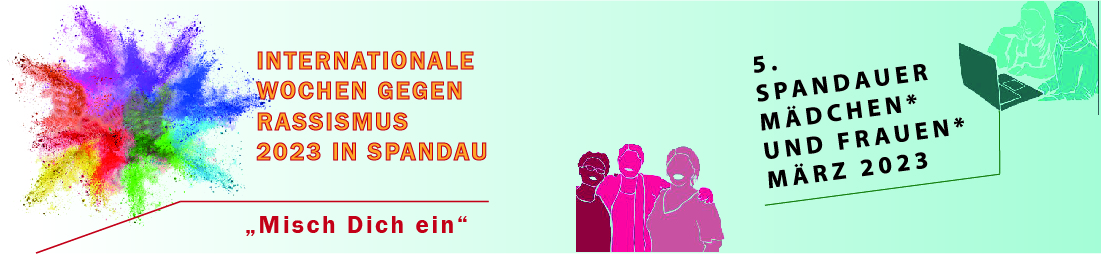 INTERNATIONALE
WOCHEN GEGEN
RASSISMUS
2023 IN SPANDAU
„Misch Dich ein“
5.
SPANDAUER
MÄDCHEN*
UND FRAUEN*
MÄRZ 2023